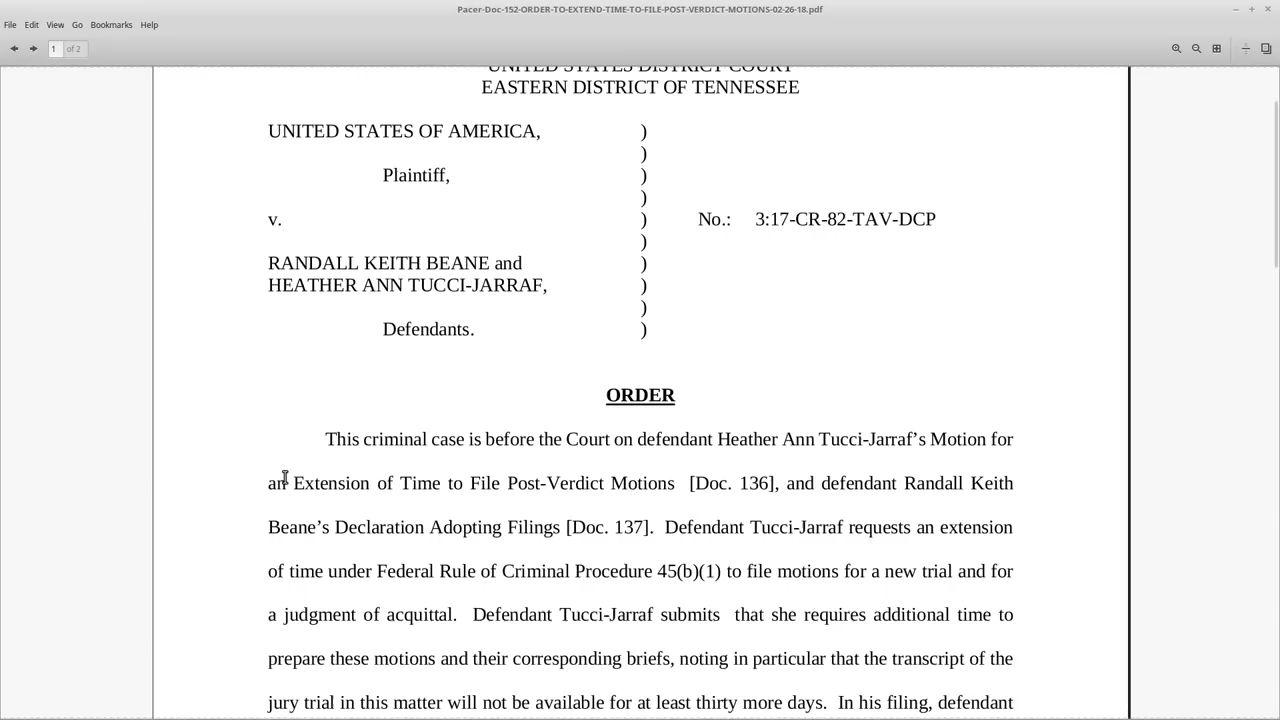 Pacer-Doc-152-ORDER-TO-EXTEND-TIME-TO-FILE-POST-VERDICT-MOTIONS-02-26-18.pdf
File Edit View Go Bookmarks Help
1 of 2
UNITED STATES DISTRICT COURT
EASTERN DISTRICT OF TENNESSEE
UNITED STATES OF AMERICA, )
)
Plaintiff, )
)
v. ) No.: 3:17-CR-82-TAV-DCP
)
RANDALL KEITH BEANE and )
HEATHER ANN TUCCI-JARRAF, )
)
Defendants. )
ORDER
This criminal case is before the Court on defendant Heather Ann Tucci-Jarraf’s Motion for
an Extension of Time to File Post-Verdict Motions [Doc. 136], and defendant Randall Keith
Beane’s Declaration Adopting Filings [Doc. 137]. Defendant Tucci-Jarraf requests an extension
of time under Federal Rule of Criminal Procedure 45(b)(1) to file motions for a new trial and for
a judgment of acquittal. Defendant Tucci-Jarraf submits that she requires additional time to
prepare these motions and their corresponding briefs, noting in particular that the transcript of the
jury trial in this matter will not be available for at least thirty more days. In his filing, defendant